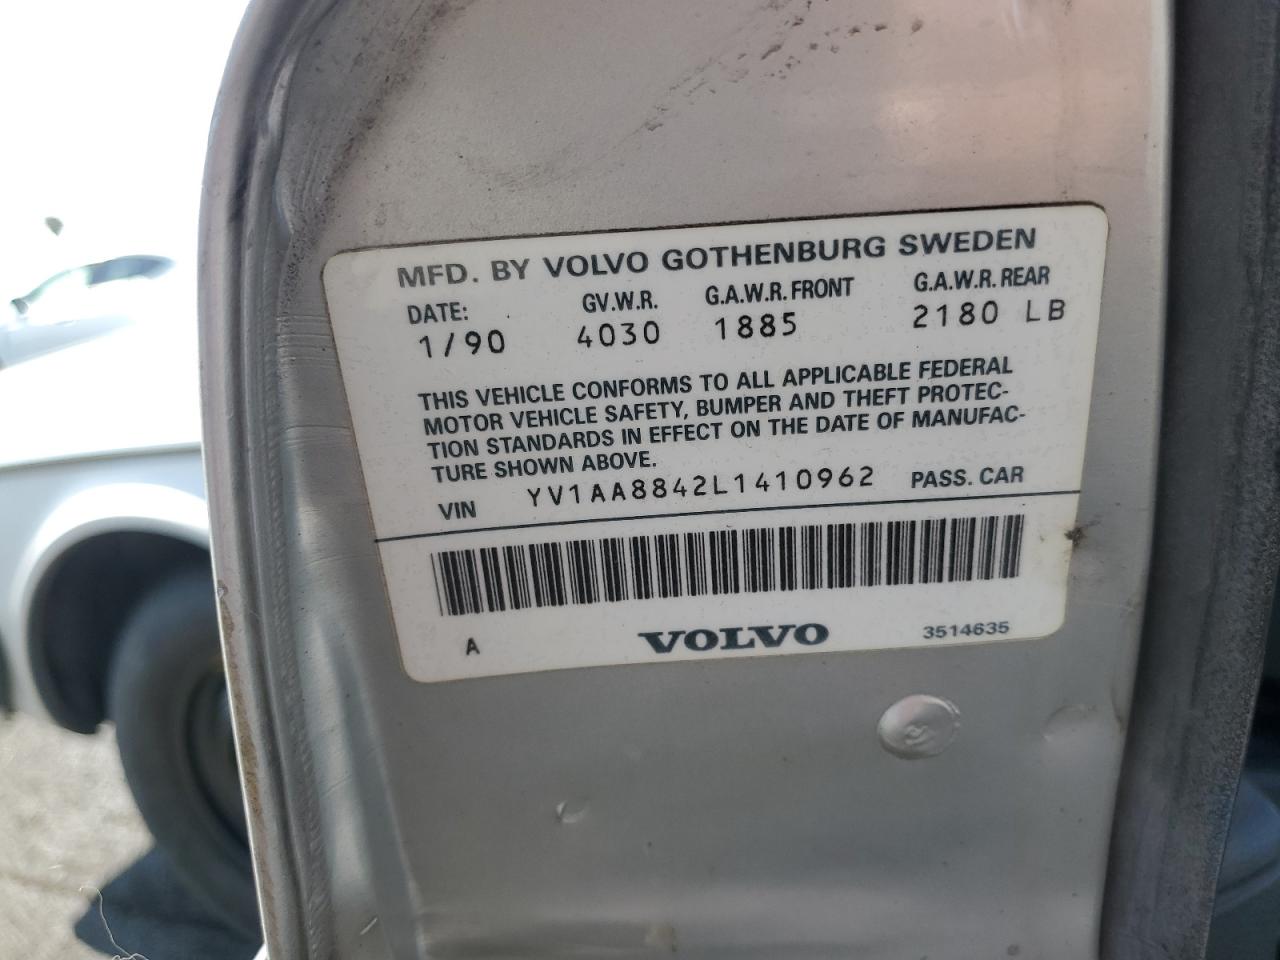 MFD. BY VOLVO GOTHENBURG SWEDEN
DATE: GV.W.R. G.A.W.R. FRONT G.A.W.R. REAR
1/90 4030 1885 2180 LB
THIS VEHICLE CONFORMS TO ALL APPLICABLE FEDERAL
MOTOR VEHICLE SAFETY, BUMPER AND THEFT PROTEC-
TION STANDARDS IN EFFECT ON THE DATE OF MANUFAC-
TURE SHOWN ABOVE.
VIN YV1AA8842L1410962 PASS. CAR
A VOLVO 3514635